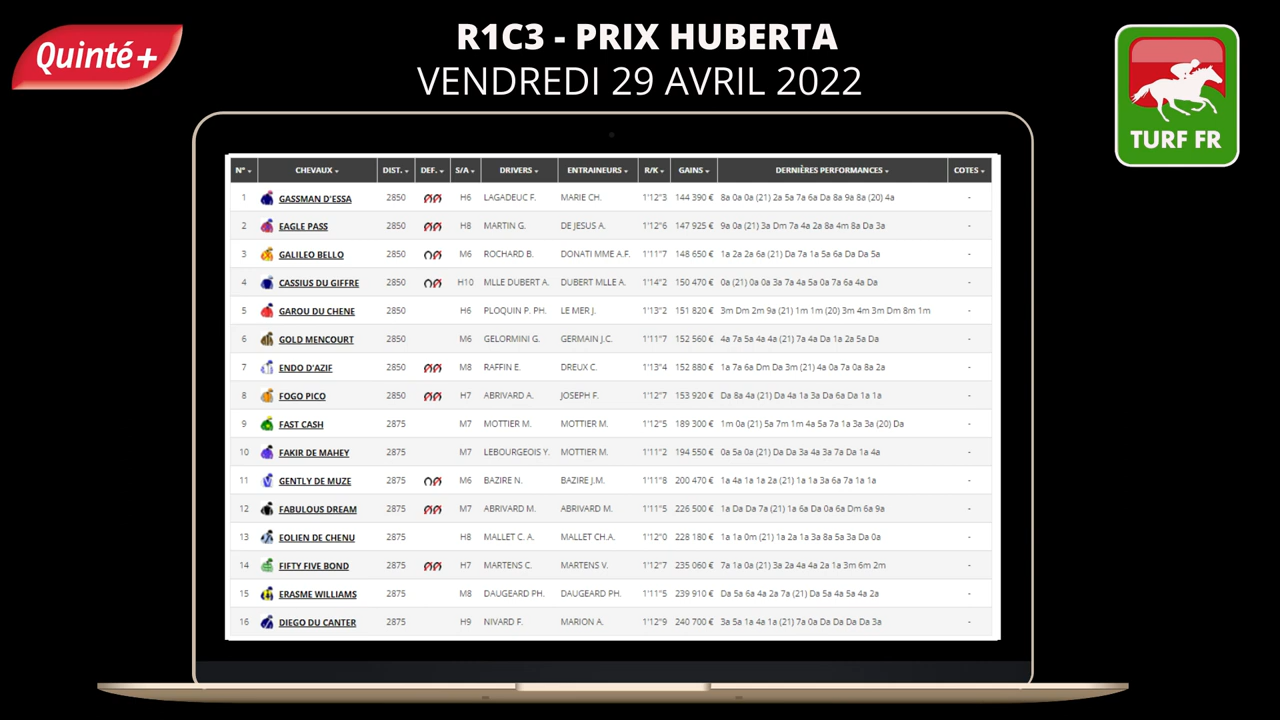 Quinté+
R1C3 - PRIX HUBERTA
VENDREDI 29 AVRIL 2022
TURF FR
N° CHEVAUX DIST. DEF. S/A DRIVERS ENTRAINEURS R/K GAINS DERNIÈRES PERFORMANCES COTES
1 GASSMAN D'ESSA 2850 H6 LAGADEUC F. MARIE CH. 1'12"3 144 390 € 8a 0a 0a (21) 2a 5a 7a 6a Da 8a 9a 8a (20) 4a -
2 EAGLE PASS 2850 H8 MARTIN G. DE JESUS A. 1'12"6 147 925 € 9a 0a (21) 3a Dm 7a 4a 2a 8a 4m 8a Da 3a -
3 GALILEO BELLO 2850 M6 ROCHARD B. DONATI MME A.F. 1'11"7 148 650 € 1a 2a 2a 6a (21) Da 7a 1a 5a 6a Da Da 5a -
4 CASSIUS DU GIFFRE 2850 H10 MLLE DUBERT A. DUBERT MLLE A. 1'14"2 150 470 € 0a (21) 0a 0a 3a 7a 4a 5a 0a 7a 6a 4a Da -
5 GAROU DU CHENE 2850 H6 PLOQUIN P. PH. LE MER J. 1'13"2 151 820 € 3m Dm 2m 9a (21) 1m 1m (20) 3m 4m 3m Dm 8m 1m -
6 GOLD MENCOURT 2850 M6 GELORMINI G. GERMAIN J.C. 1'11"7 152 560 € 4a 7a 5a 4a 4a (21) 7a 4a Da 1a 2a 5a Da -
7 ENDO D'AZIF 2850 M8 RAFFIN E. DREUX C. 1'13"4 152 880 € 1a 7a 6a Dm Da 3m (21) 4a 0a 7a 0a 8a 2a -
8 FOGO PICO 2850 H7 ABRIVARD A. JOSEPH F. 1'12"7 153 920 € Da 8a 4a (21) Da 4a 1a 3a Da 6a Da 1a 1a -
9 FAST CASH 2875 M7 MOTTIER M. MOTTIER M. 1'12"5 189 300 € 1m 0a (21) 5a 7m 1m 4a 5a 7a 1a 3a 3a (20) Da -
10 FAKIR DE MAHEY 2875 M7 LEBOURGEOIS Y. MOTTIER M. 1'11"2 194 550 € 0a 5a 0a (21) Da Da 3a 4a 3a 7a Da 1a 4a -
11 GENTLY DE MUZE 2875 M6 BAZIRE N. BAZIRE J.M. 1'11"8 200 470 € 1a 4a 1a 1a 2a (21) 1a 1a 3a 6a 7a 1a 1a -
12 FABULOUS DREAM 2875 M7 ABRIVARD M. ABRIVARD M. 1'11"5 226 500 € 1a Da Da 7a (21) 1a 6a Da 0a 6a Dm 6a 9a -
13 EOLIEN DE CHENU 2875 H8 MALLET C. A. MALLET CH.A. 1'12"0 228 180 € 1a 1a 0m (21) 1a 2a 1a 3a 8a 5a 3a Da 0a -
14 FIFTY FIVE BOND 2875 H7 MARTENS C. MARTENS V. 1'12"7 235 060 € 7a 1a 0a (21) 3a 2a 4a 4a 2a 1a 3m 6m 2m -
15 ERASME WILLIAMS 2875 M8 DAUGEARD PH. DAUGEARD PH. 1'11"5 239 910 € Da 5a 6a 4a 2a 7a (21) Da 5a 4a 5a 4a 2a -
16 DIEGO DU CANTER 2875 H9 NIVARD F. MARION A. 1'12"9 240 700 € 3a 5a 1a 4a 1a (21) 7a 0a Da Da Da Da 3a -